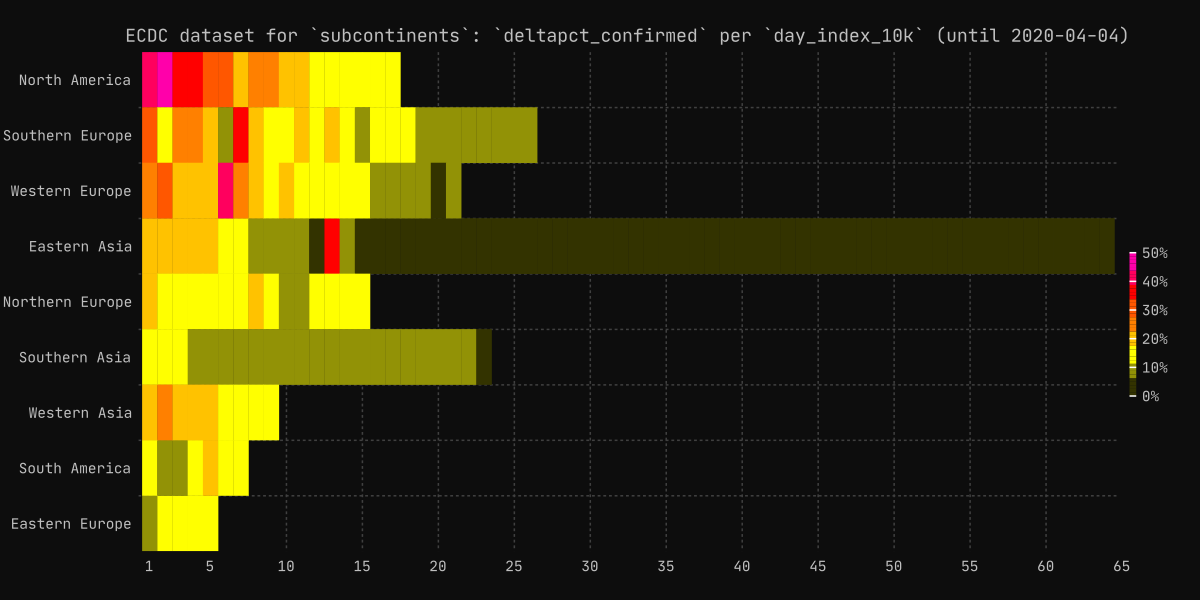 ECDC dataset for `subcontinents`: `deltapct_confirmed` per `day_index_10k` (until 2020-04-04)
North America
Southern Europe
Western Europe
Eastern Asia
Northern Europe
Southern Asia
Western Asia
South America
Eastern Europe
50%
40%
30%
20%
10%
0%
1 5 10 15 20 25 30 35 40 45 50 55 60 65